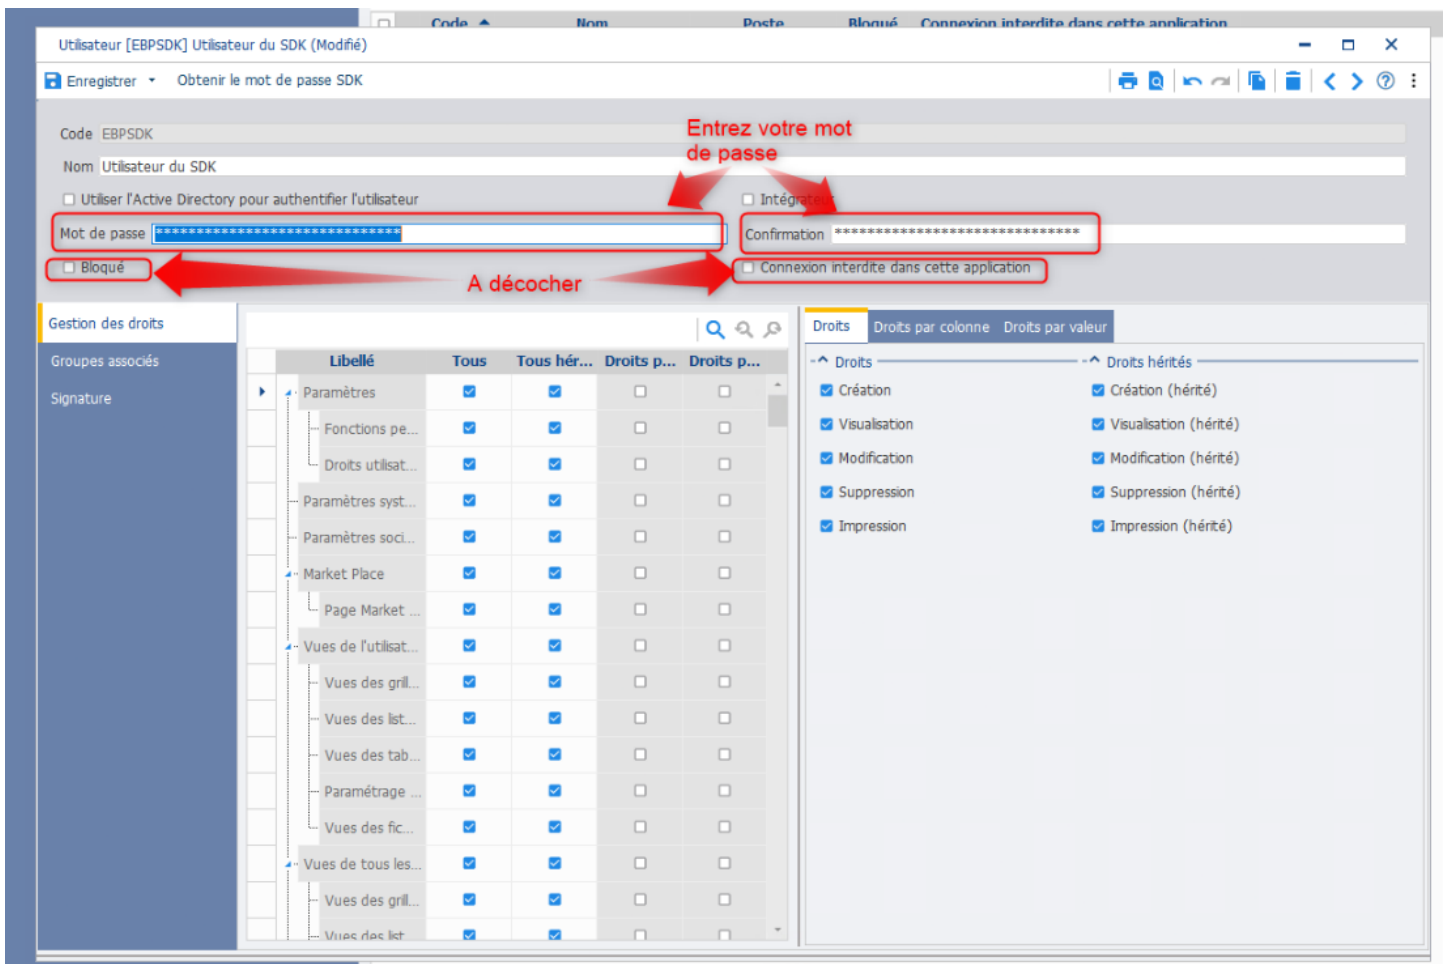 Code Nom Poste Bloqué Connexion interdite dans cette application
Utilisateur [EBPSDK] Utilisateur du SDK (Modifié)
Enregistrer Obtenir le mot de passe SDK
Code EBPSDK
Entrez votre mot
de passe
Nom Utilisateur du SDK
Utiliser l'Active Directory pour authentifier l'utilisateur
Intégrateur
Mot de passe ******************************
Confirmation ******************************
Bloqué
A décocher
Connexion interdite dans cette application
Gestion des droits
Groupes associés
Signature
Libellé Tous Tous hér... Droits p... Droits p...
Paramètres
Fonctions pe...
Droits utilisat...
Paramètres syst...
Paramètres soci...
Market Place
Page Market ...
Vues de l'utilisat...
Vues des grill...
Vues des list...
Vues des tab...
Paramétrage ...
Vues des fic...
Vues de tous les...
Vues des grill...
Vues des list
Droits Droits par colonne Droits par valeur
Droits Droits hérités
Création Création (hérité)
Visualisation Visualisation (hérité)
Modification Modification (hérité)
Suppression Suppression (hérité)
Impression Impression (hérité)